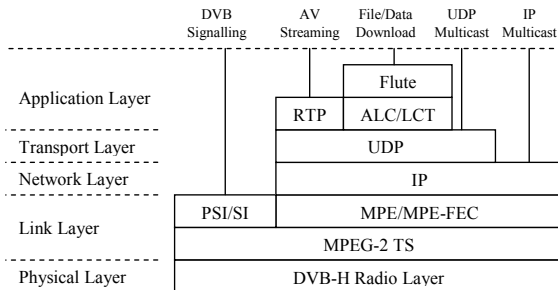 DVB Signalling
AV Streaming
File/Data Download
UDP Multicast
IP Multicast
Application Layer
Flute
RTP
ALC/LCT
Transport Layer
UDP
Network Layer
IP
Link Layer
PSI/SI
MPE/MPE-FEC
MPEG-2 TS
Physical Layer
DVB-H Radio Layer